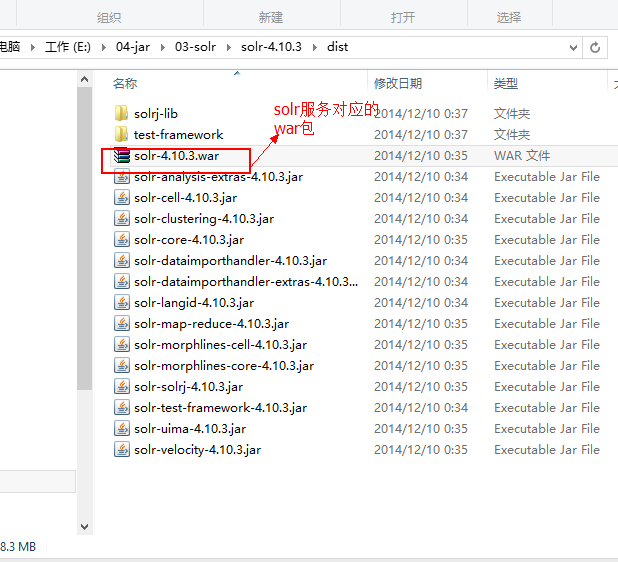 组织 新建 打开 选择
电脑 工作 (E:) 04-jar 03-solr solr-4.10.3 dist
名称 修改日期 类型
solr服务对应的
war包
solrj-lib 2014/12/10 0:37 文件夹
test-framework 2014/12/10 0:37 文件夹
solr-4.10.3.war 2014/12/10 0:35 WAR 文件
solr-analysis-extras-4.10.3.jar 2014/12/10 0:34 Executable Jar File
solr-cell-4.10.3.jar 2014/12/10 0:34 Executable Jar File
solr-clustering-4.10.3.jar 2014/12/10 0:34 Executable Jar File
solr-core-4.10.3.jar 2014/12/10 0:35 Executable Jar File
solr-dataimporthandler-4.10.3.jar 2014/12/10 0:34 Executable Jar File
solr-dataimporthandler-extras-4.10.3... 2014/12/10 0:34 Executable Jar File
solr-langid-4.10.3.jar 2014/12/10 0:34 Executable Jar File
solr-map-reduce-4.10.3.jar 2014/12/10 0:35 Executable Jar File
solr-morphlines-cell-4.10.3.jar 2014/12/10 0:35 Executable Jar File
solr-morphlines-core-4.10.3.jar 2014/12/10 0:35 Executable Jar File
solr-solrj-4.10.3.jar 2014/12/10 0:35 Executable Jar File
solr-test-framework-4.10.3.jar 2014/12/10 0:34 Executable Jar File
solr-uima-4.10.3.jar 2014/12/10 0:35 Executable Jar File
solr-velocity-4.10.3.jar 2014/12/10 0:35 Executable Jar File
8.3 MB